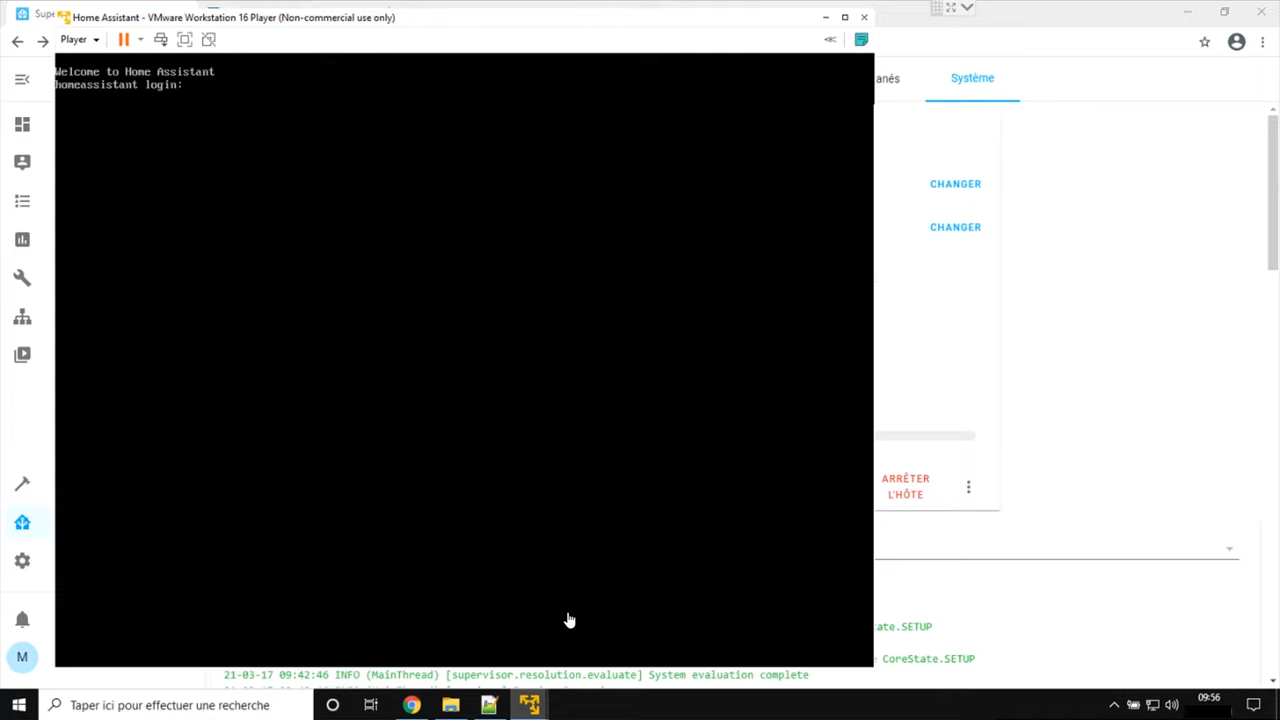 Supe
Home Assistant - VMware Workstation 16 Player (Non-commercial use only)
Player
Welcome to Home Assistant
homeassistant login:
anés
Système
CHANGER
CHANGER
ARRÊTER
L'HÔTE
tate.SETUP
CoreState.SETUP
21-03-17 09:42:46 INFO (MainThread) [supervisor.resolution.evaluate] System evaluation complete
M
Taper ici pour effectuer une recherche
09:56